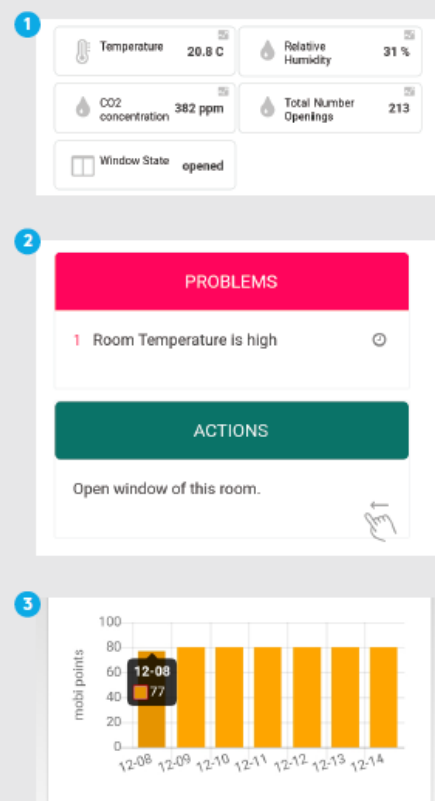 1
Temperature 20.8 C
Relative
Humidity 31 %
CO2
concentration 382 ppm
Total Number
Openings 213
Window State opened
2
PROBLEMS
1 Room Temperature is high
ACTIONS
Open window of this room.
3
mobi points
100
80
60
40
20
0
12-08
77
12-08 12-09 12-10 12-11 12-12 12-13 12-14